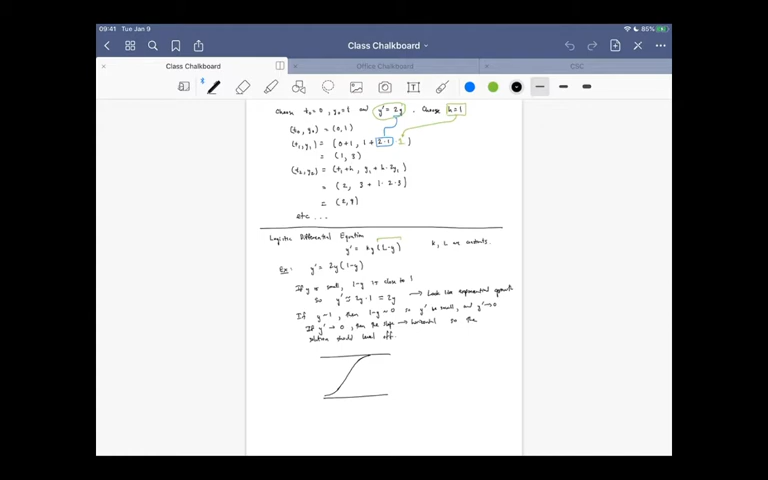 09:41 Tue Jan 9
85%
Class Chalkboard
Class Chalkboard
Office Chalkboard
CSC
Choose t₀=0, y₀=1 and y'=2y. Choose h=1
(t₀, y₀) = (0,1)
(t₁,y₁) = (0+1, 1+ 2·1 · 1)
= (1, 3)
(t₂,y₂) = (t₁+h, y₁+h·2y₁)
= (2, 3 + 1·2·3)
= (2,9)
etc...
Logistic Differential Equation
y' = ky(L-y) k, L are constants.
Ex: y' = 2y(1-y)
If y is small, 1-y is close to 1
so y' ≈ 2y·1 = 2y → Look like exponential growth
If y~1, then 1-y≈0 so y' be small, and y'→0
If y'→0, then the slope → horizontal so the
solution should level off.